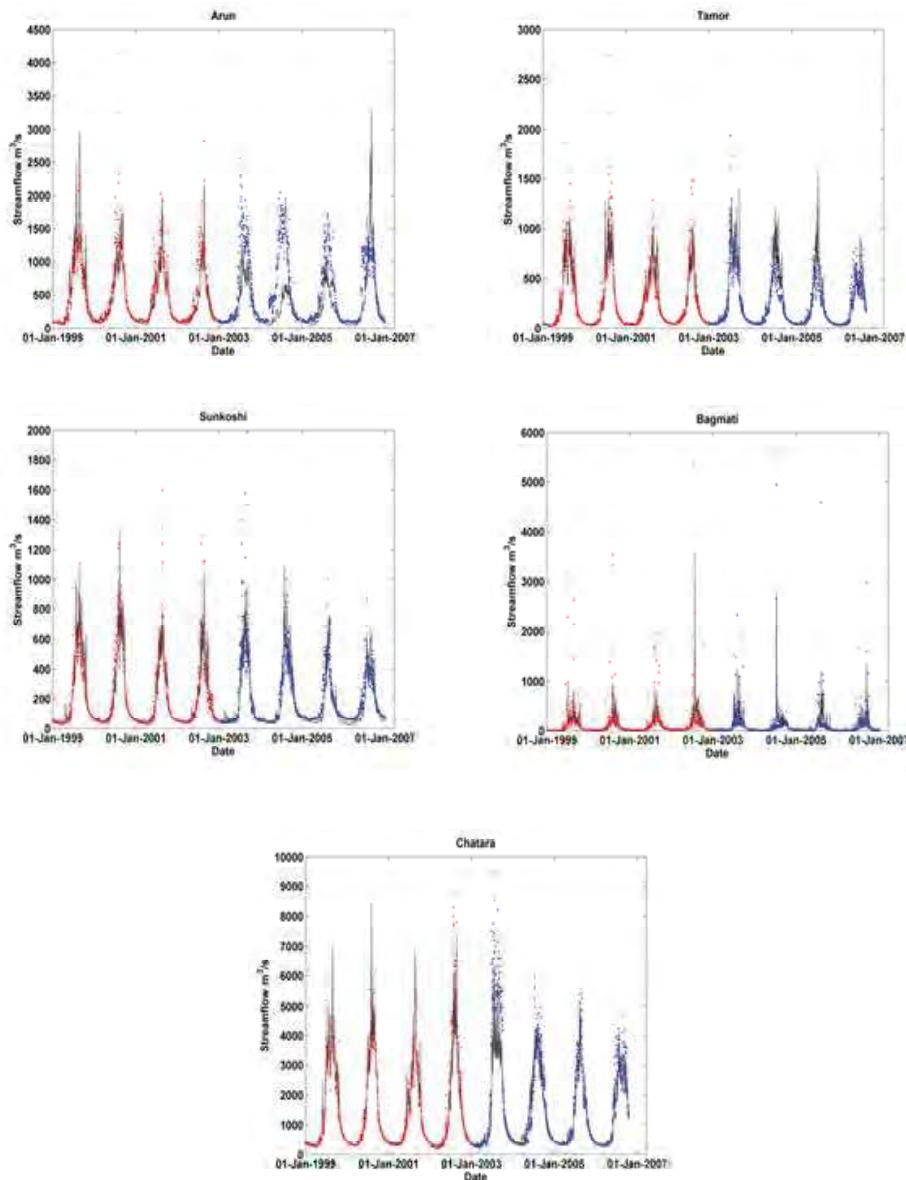 Arun
4500
4000
3500
3000
2500
2000
1500
1000
500
0
Streamflow m³/s
01-Jan-1999
01-Jan-2001
01-Jan-2003
01-Jan-2005
01-Jan-2007
Date
Tamor
3000
2500
2000
1500
1000
500
0
Streamflow m³/s
01-Jan-1999
01-Jan-2001
01-Jan-2003
01-Jan-2005
01-Jan-2007
Date
Sunkoshi
2000
1800
1600
1400
1200
1000
800
600
400
200
0
Streamflow m³/s
01-Jan-1999
01-Jan-2001
01-Jan-2003
01-Jan-2005
01-Jan-2007
Date
Bagmati
6000
5000
4000
3000
2000
1000
0
Streamflow m³/s
01-Jan-1999
01-Jan-2001
01-Jan-2003
01-Jan-2005
01-Jan-2007
Date
Chatara
10000
9000
8000
7000
6000
5000
4000
3000
2000
1000
0
Streamflow m³/s
01-Jan-1999
01-Jan-2001
01-Jan-2003
01-Jan-2005
01-Jan-2007
Date